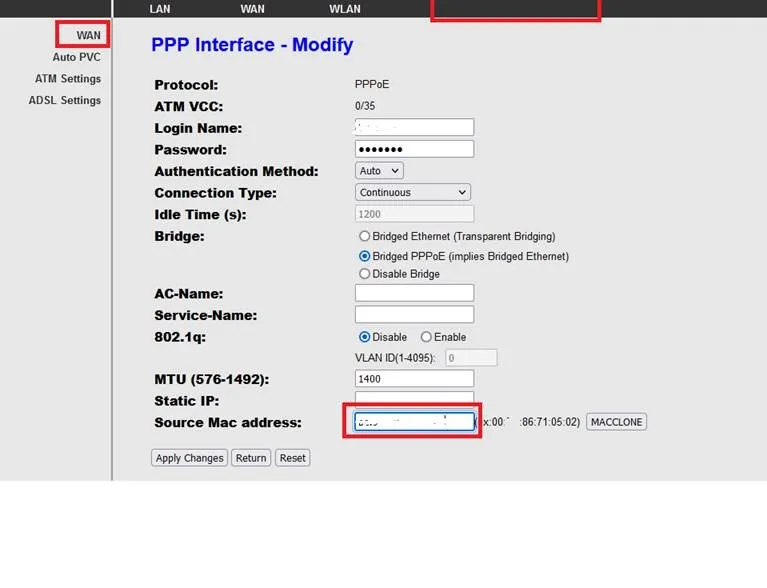 LAN WAN WLAN
WAN
Auto PVC
ATM Settings
ADSL Settings
PPP Interface - Modify
Protocol: PPPoE
ATM VCC: 0/35
Login Name:
Password: ●●●●●●●
Authentication Method: Auto
Connection Type: Continuous
Idle Time (s): 1200
Bridge: Bridged Ethernet (Transparent Bridging)
Bridged PPPoE (implies Bridged Ethernet)
Disable Bridge
AC-Name:
Service-Name:
802.1q: Disable Enable
VLAN ID(1-4095): 0
MTU (576-1492): 1400
Static IP:
Source Mac address: x:00: :86:71:05:02) MACCLONE
Apply Changes Return Reset